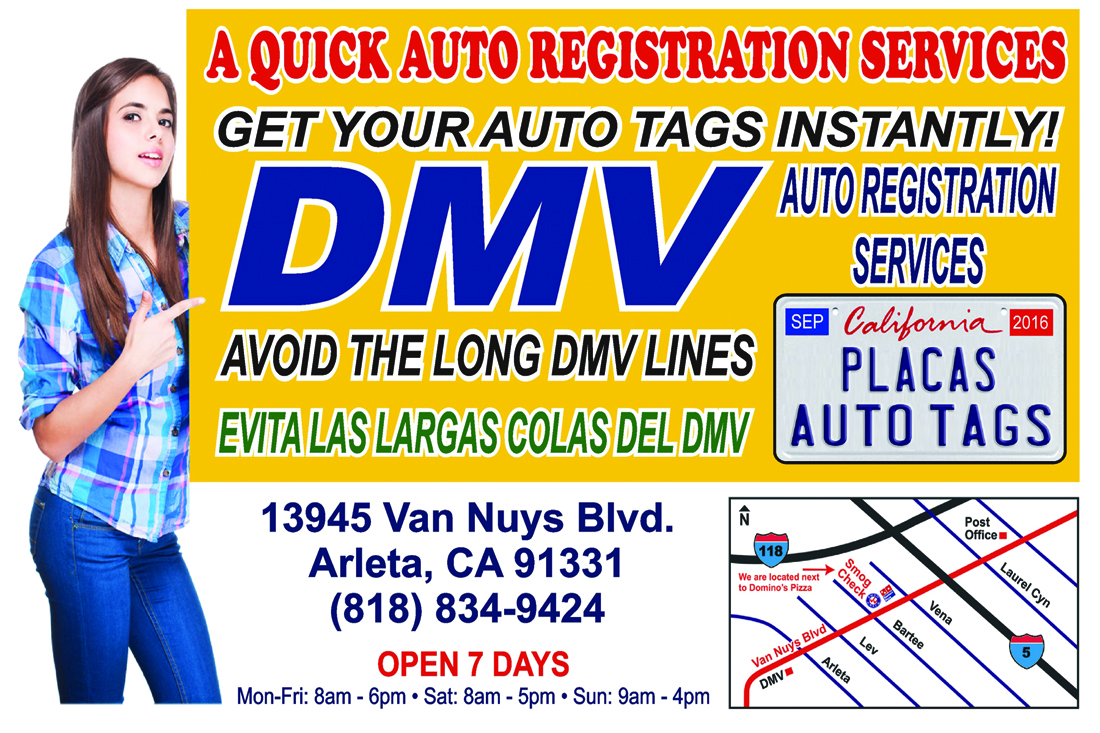 A QUICK AUTO REGISTRATION SERVICES
GET YOUR AUTO TAGS INSTANTLY!
DMV
AUTO REGISTRATION
SERVICES
AVOID THE LONG DMV LINES
EVITA LAS LARGAS COLAS DEL DMV
SEP California 2016
PLACAS
AUTO TAGS
13945 Van Nuys Blvd.
Arleta, CA 91331
(818) 834-9424
OPEN 7 DAYS
Mon-Fri: 8am - 6pm • Sat: 8am - 5pm • Sun: 9am - 4pm
N
Post
Office
118
We are located next
to Domino's Pizza
Smog
Check
Laurel Cyn
Vena
Bartee
Lev
Arleta
Van Nuys Blvd
DMV
5